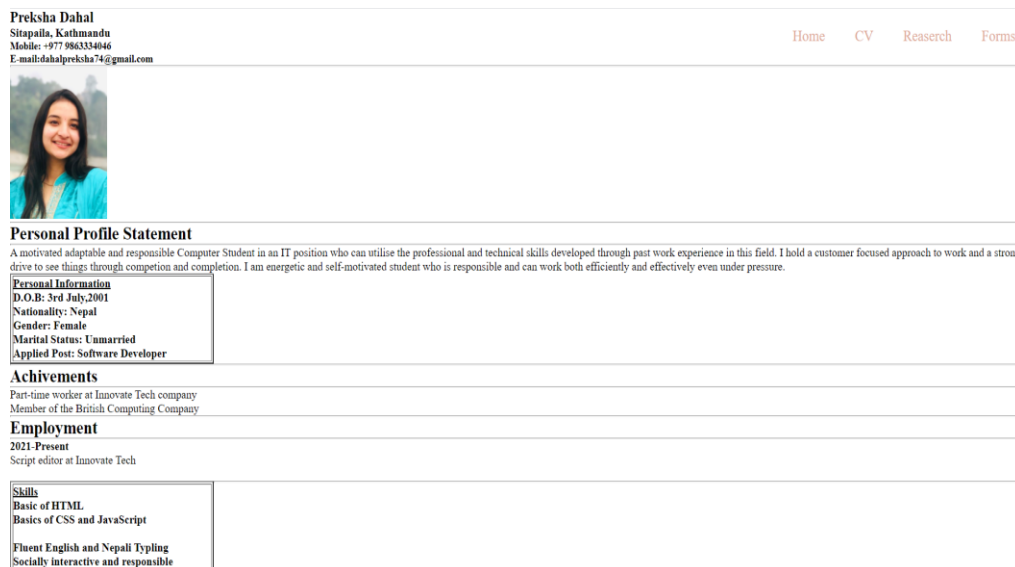 Preksha Dahal
Sitapaila, Kathmandu
Mobile: +977 9863334046
E-mail:dahalpreksha74@gmail.com
Home CV Reaserch Forms
Personal Profile Statement
A motivated adaptable and responsible Computer Student in an IT position who can utilise the professional and technical skills developed through past work experience in this field. I hold a customer focused approach to work and a stron
drive to see things through competion and completion. I am energetic and self-motivated student who is responsible and can work both efficiently and effectively even under pressure.
Personal Information
D.O.B: 3rd July,2001
Nationality: Nepal
Gender: Female
Marital Status: Unmarried
Applied Post: Software Developer
Achivements
Part-time worker at Innovate Tech company
Member of the British Computing Company
Employment
2021-Present
Script editor at Innovate Tech
Skills
Basic of HTML
Basics of CSS and JavaScript
Fluent English and Nepali Typling
Socially interactive and responsible